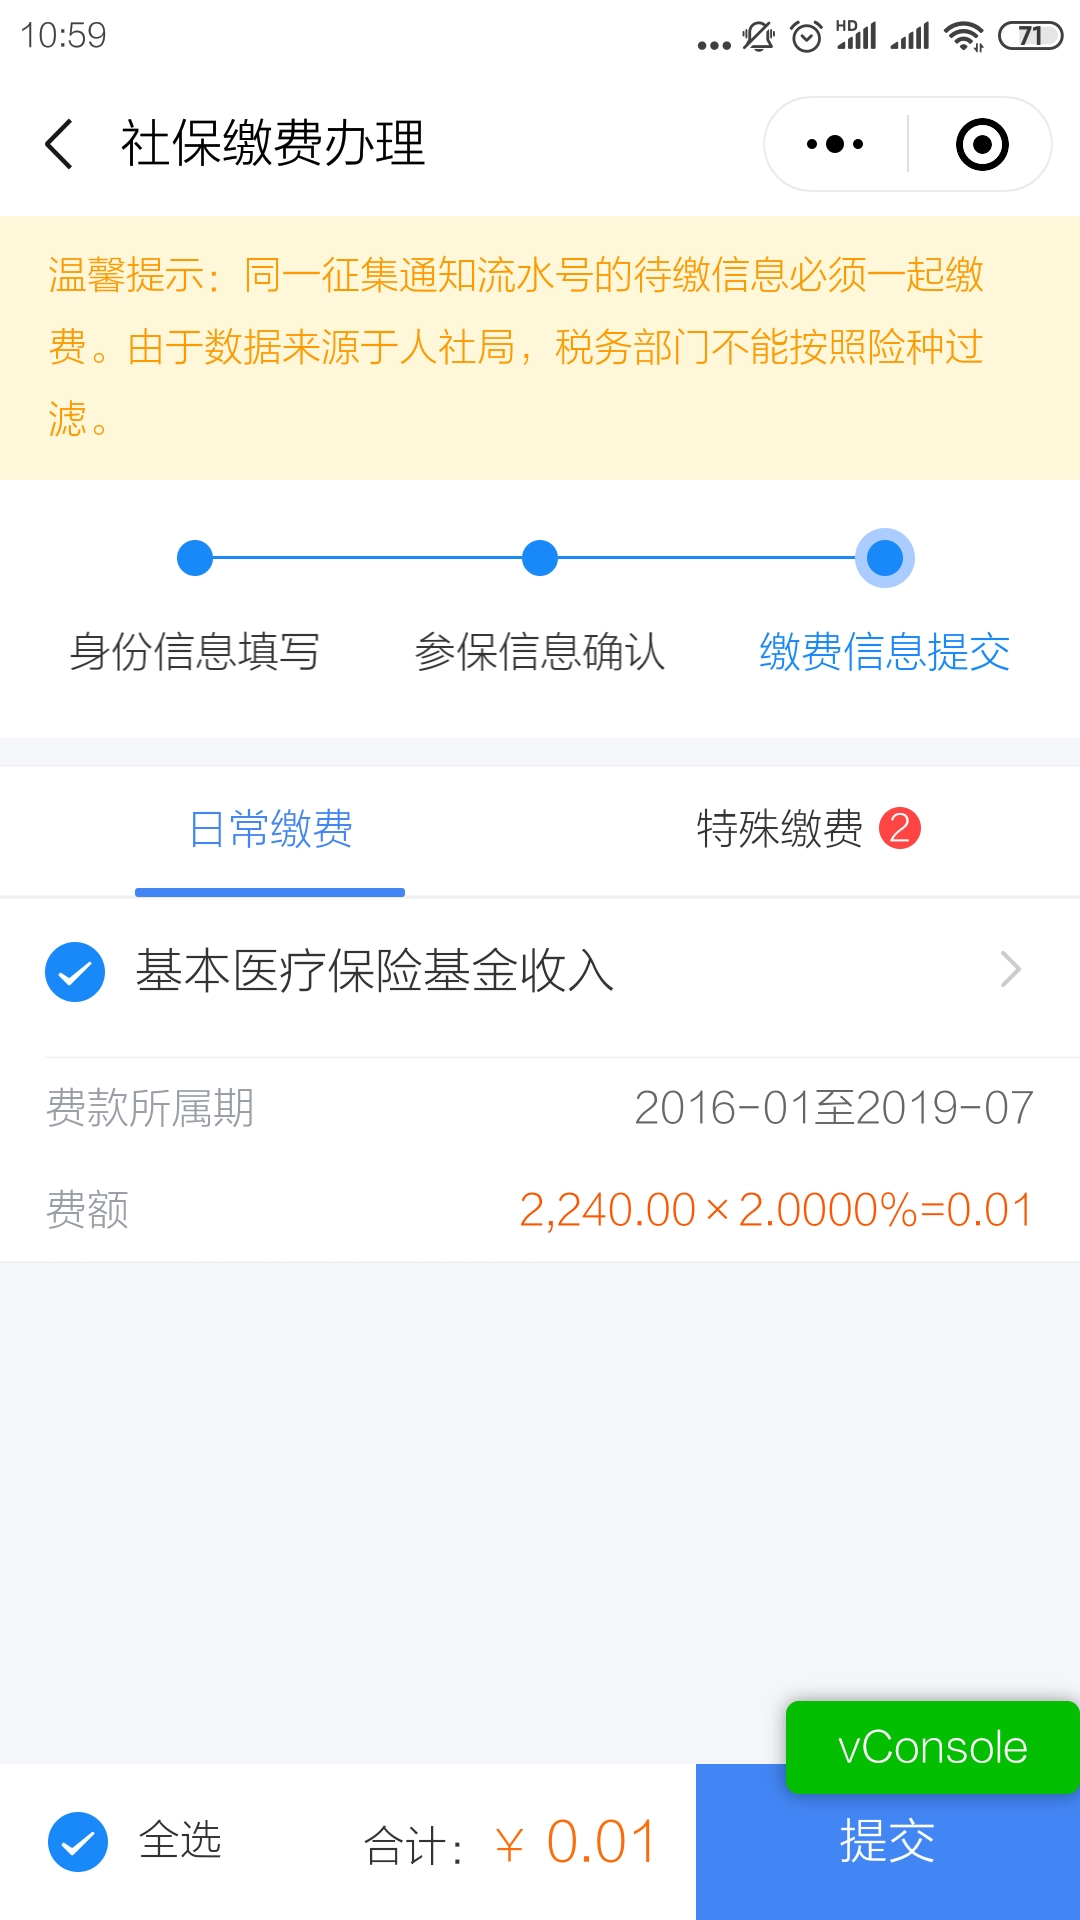 10:59
HD
71
社保缴费办理
温馨提示：同一征集通知流水号的待缴信息必须一起缴
费。由于数据来源于人社局，税务部门不能按照险种过
滤。
身份信息填写
参保信息确认
缴费信息提交
日常缴费
特殊缴费 2
基本医疗保险基金收入
费款所属期
2016-01至2019-07
费额
2,240.00×2.0000%=0.01
vConsole
全选
合计：￥ 0.01
提交